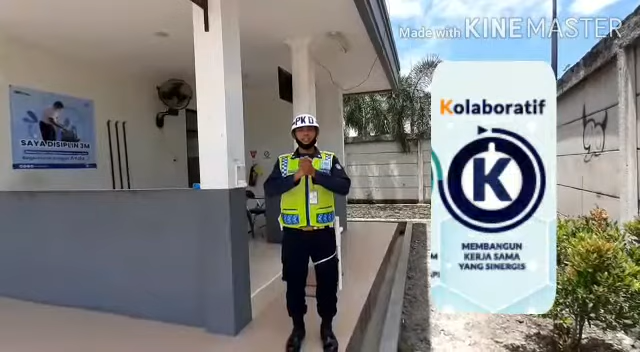 made with KINEMASTER
SAYA DISIPLIN 3M
PKD
Kolaboratif
K
MEMBANGUN
KERJA SAMA
YANG SINERGIS